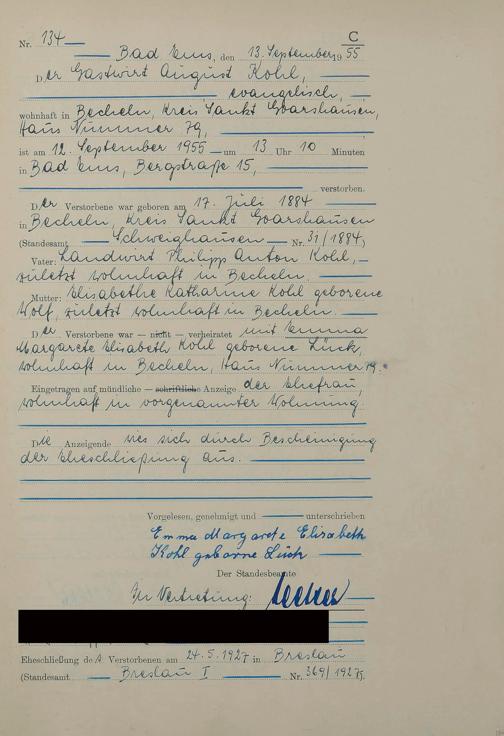 C
Nr. 134
Bad Ems, den 13. September 1955
Der Gastwirt August Kohl,
evangelisch,
wohnhaft in Becheln, Kreis Sankt Goarshausen,
Haus Nummer 79,
ist am 12. September 1955 um 13 Uhr 10 Minuten
in Bad Ems, Bergstraße 15,
verstorben.
Der Verstorbene war geboren am 17. Juli 1884
in Becheln, Kreis Sankt Goarshausen
(Standesamt Schweighausen Nr. 31/1884)
Vater: Landwirt Philipp Anton Kohl,
zuletzt wohnhaft in Becheln.
Mutter: Elisabethe Katharine Kohl geborene
Wolf, zuletzt wohnhaft in Becheln.
Der Verstorbene war — nicht — verheiratet mit Emma
Margarete Elisabeth Kohl geborene Lück,
wohnhaft in Becheln, Haus Nummer 79.
Eingetragen auf mündliche — schriftliche Anzeige der Ehefrau,
wohnhaft in vorgenannter Wohnung.
Die Anzeigende wies sich durch Bescheinigung
der Eheschließung aus.
Vorgelesen, genehmigt und unterschrieben
Emma Margarete Elisabeth
Kohl geborne Lück
Der Standesbeamte
In Vertretung:
Eheschließung des Verstorbenen am 24.5.1927 in Breslau
(Standesamt Breslau I Nr. 369/1927).